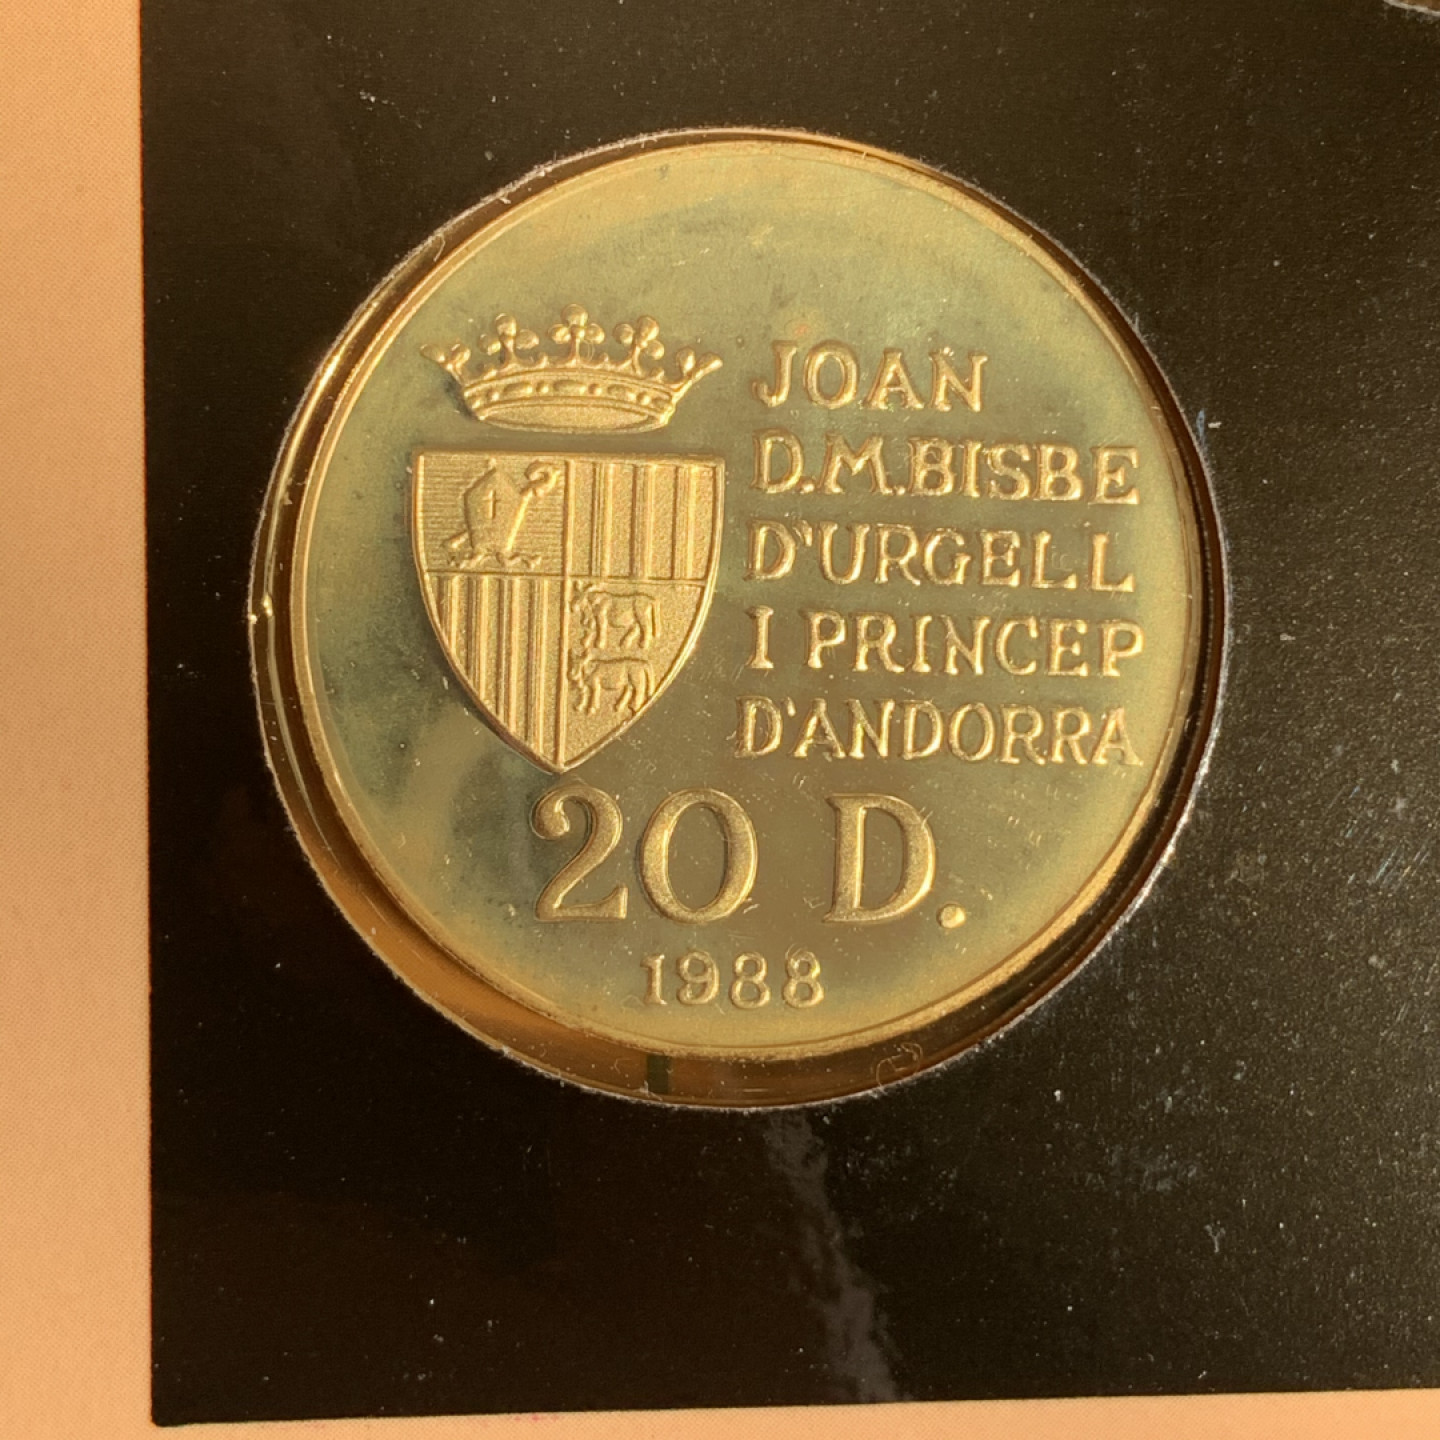 JOAN
D.M.BISBE
D'URGELL
I PRINCEP
D'ANDORRA
20 D.
1988